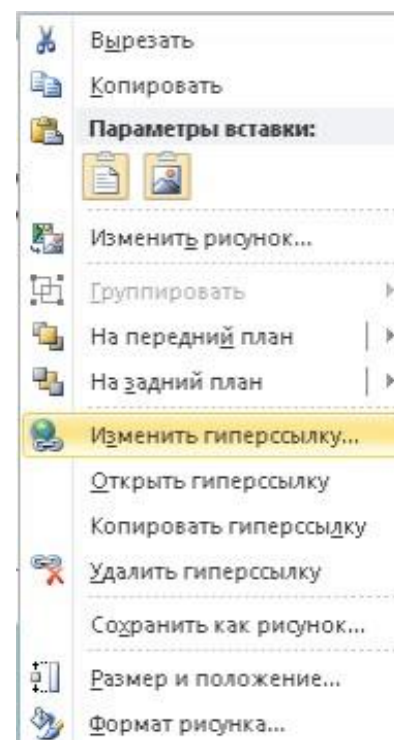 Вырезать
Копировать
Параметры вставки:
Изменить рисунок...
Группировать
На передний план
На задний план
Изменить гиперссылку...
Открыть гиперссылку
Копировать гиперссылку
Удалить гиперссылку
Сохранить как рисунок...
Размер и положение...
Формат рисунка...